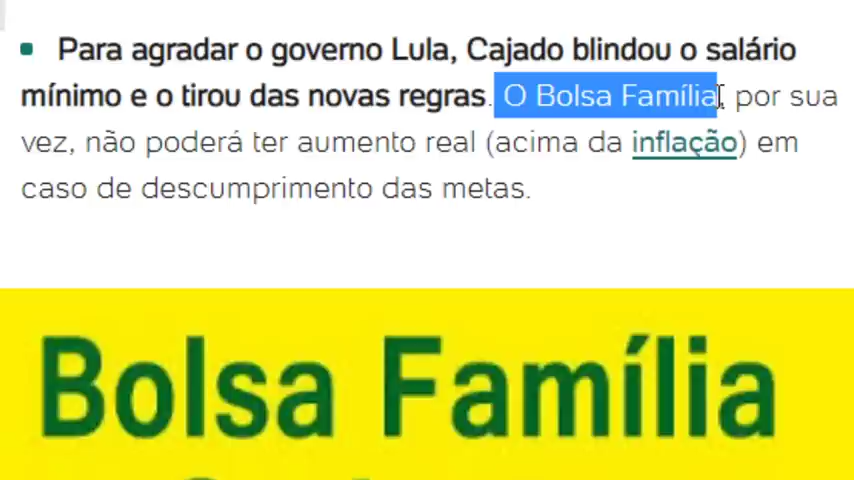 Para agradar o governo Lula, Cajado blindou o salário
mínimo e o tirou das novas regras. O Bolsa Família, por sua
vez, não poderá ter aumento real (acima da inflação) em
caso de descumprimento das metas.
Bolsa Família